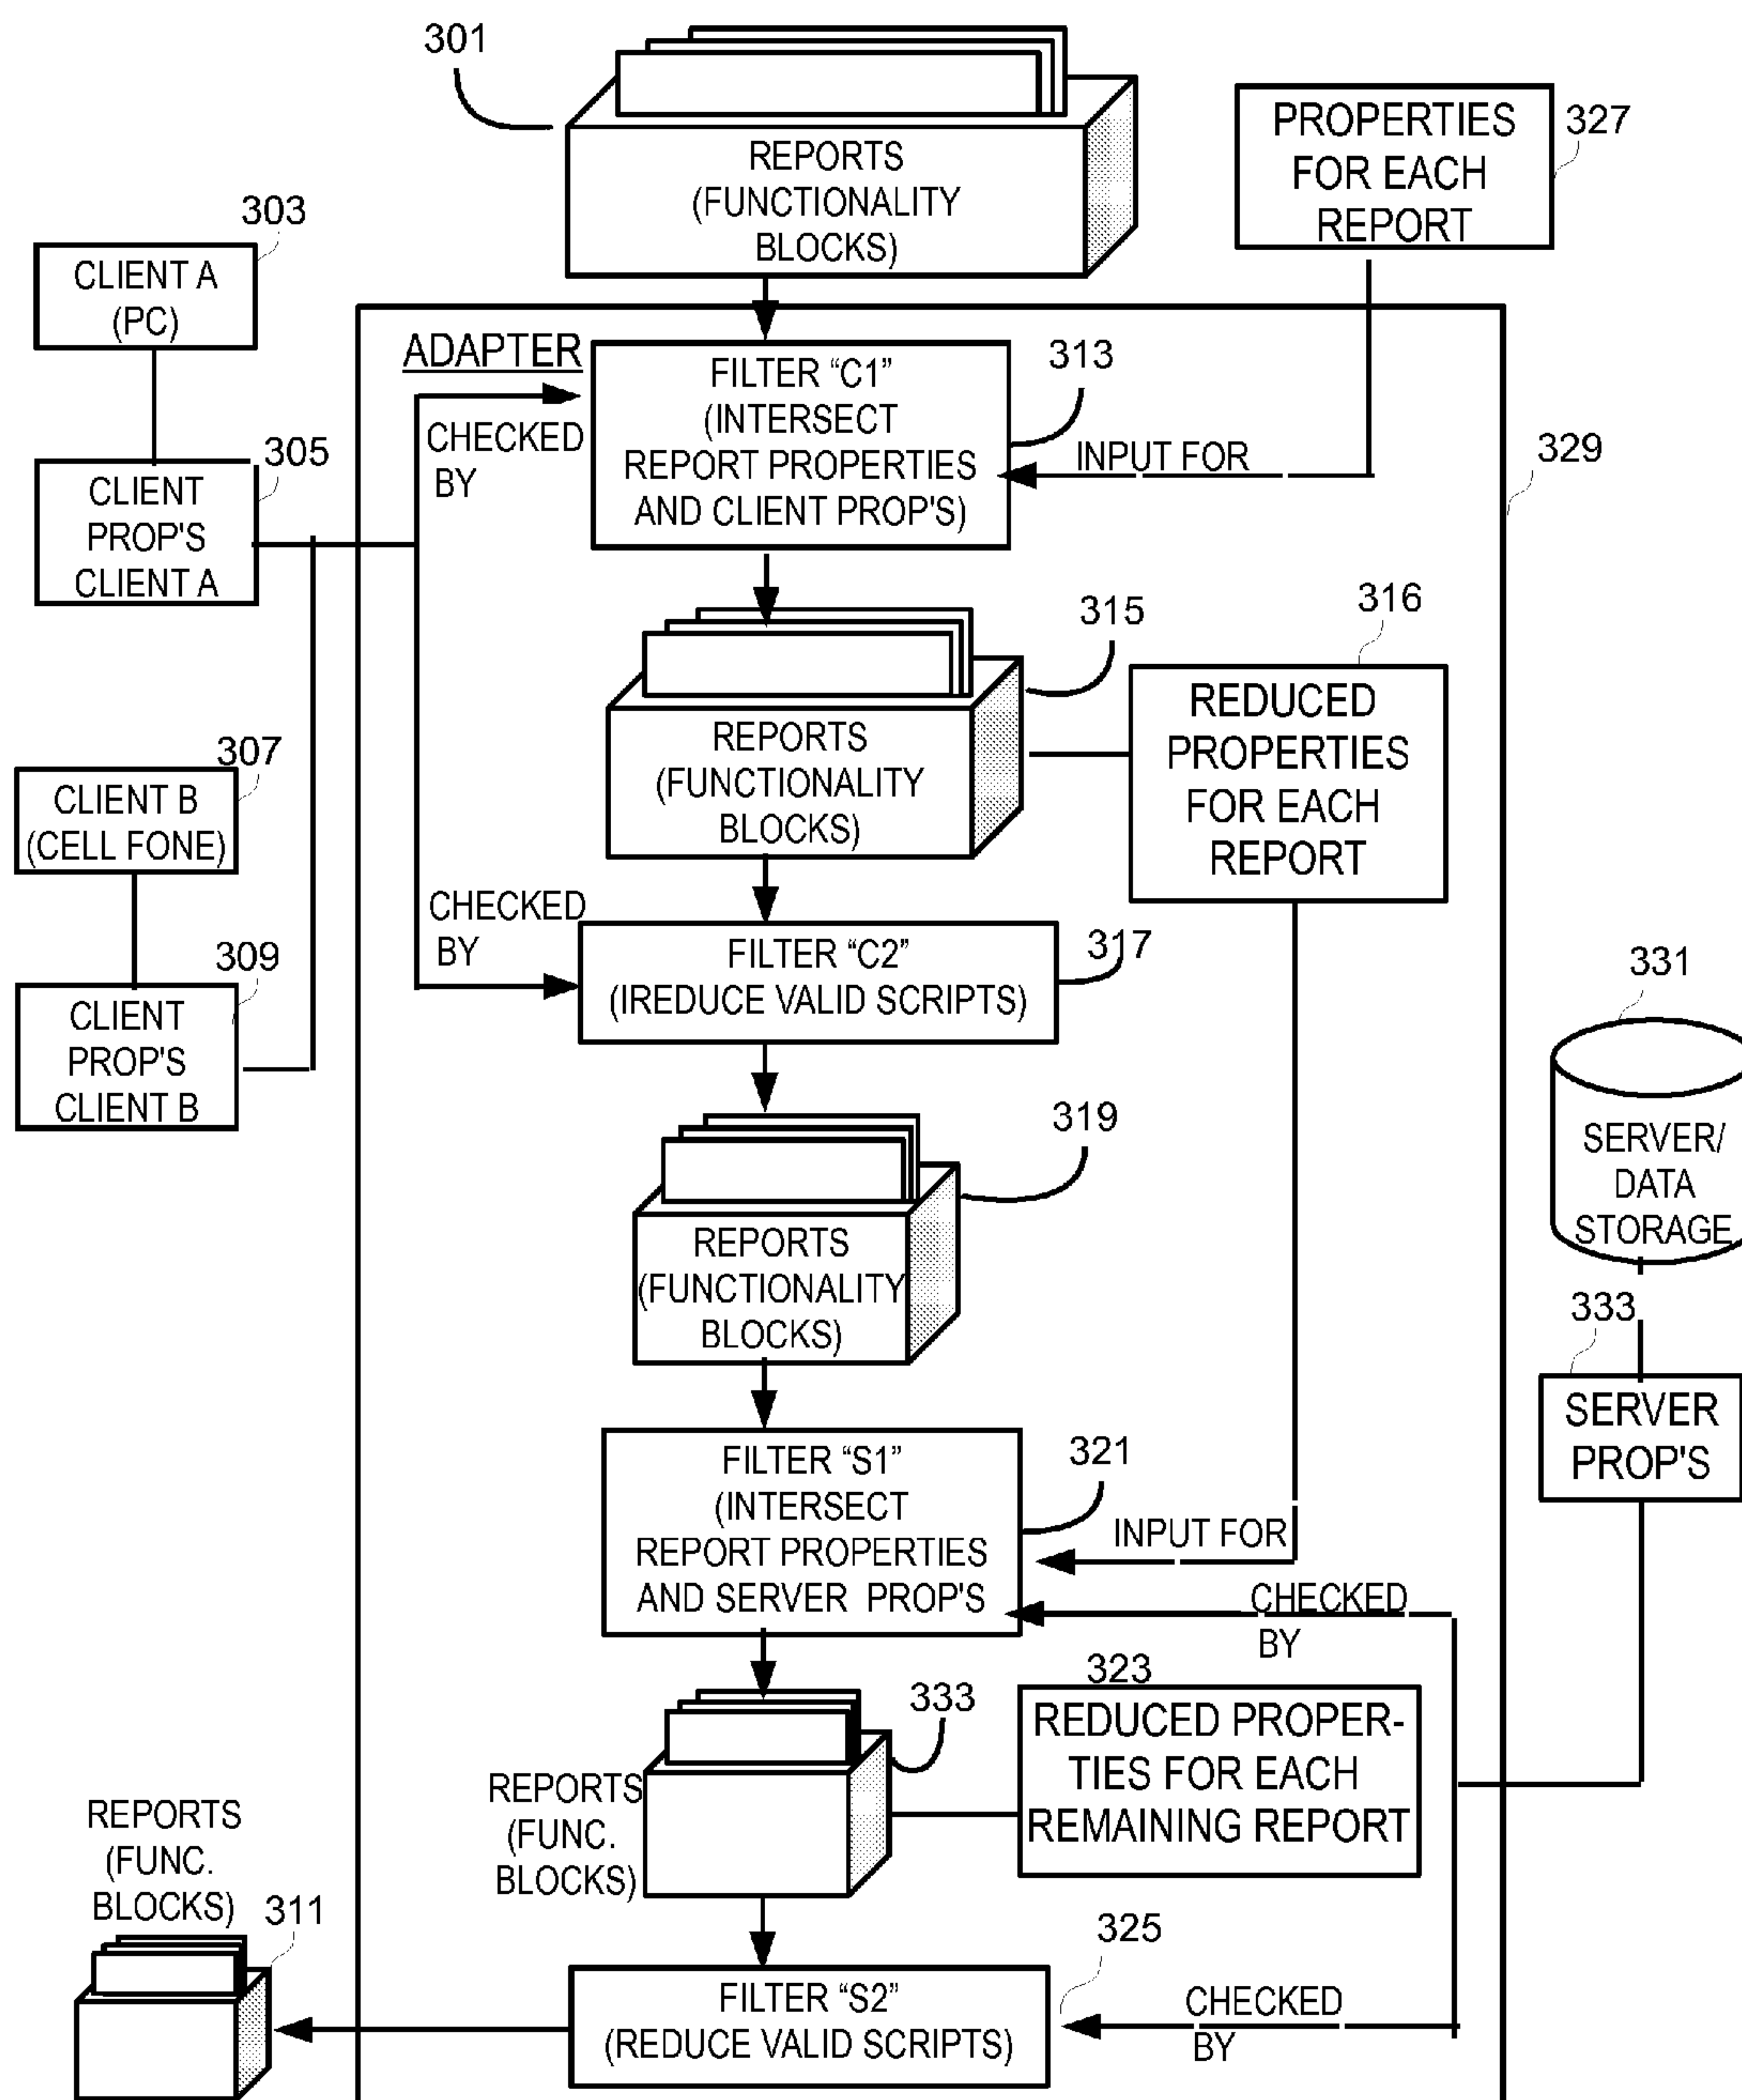 301
REPORTS
(FUNCTIONALITY
BLOCKS)
PROPERTIES
FOR EACH
REPORT
327
303
CLIENT A
(PC)
ADAPTER
CHECKED
BY
FILTER “C1”
(INTERSECT
REPORT PROPERTIES
AND CLIENT PROP'S)
313
INPUT FOR
329
305
CLIENT
PROP'S
CLIENT A
315
316
REPORTS
(FUNCTIONALITY
BLOCKS)
REDUCED
PROPERTIES
FOR EACH
REPORT
307
CLIENT B
(CELL FONE)
CHECKED
BY
FILTER “C2”
(IREDUCE VALID SCRIPTS)
317
309
CLIENT
PROP'S
CLIENT B
331
SERVER/
DATA
STORAGE
319
REPORTS
(FUNCTIONALITY
BLOCKS)
333
SERVER
PROP'S
FILTER “S1”
(INTERSECT
REPORT PROPERTIES
AND SERVER PROP'S
321
INPUT FOR
CHECKED
BY
333
323
REDUCED PROPER-
TIES FOR EACH
REMAINING REPORT
REPORTS
(FUNC.
BLOCKS)
REPORTS
(FUNC.
BLOCKS)
311
FILTER “S2”
(REDUCE VALID SCRIPTS)
325
CHECKED
BY